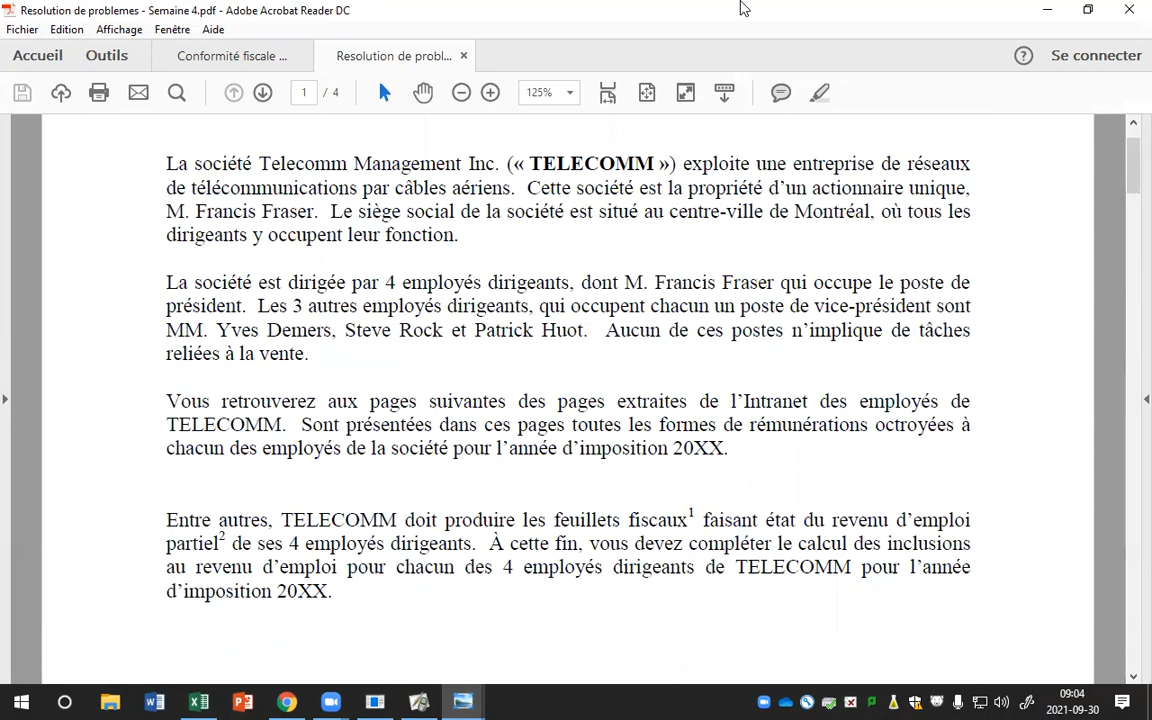 Resolution de problemes - Semaine 4.pdf - Adobe Acrobat Reader DC
Fichier Edition Affichage Fenêtre Aide
Accueil Outils Conformité fiscale ... Resolution de probl... × ? Se connecter
1 / 4 125%
La société Telecomm Management Inc. (« TELECOMM ») exploite une entreprise de réseaux
de télécommunications par câbles aériens. Cette société est la propriété d’un actionnaire unique,
M. Francis Fraser. Le siège social de la société est situé au centre-ville de Montréal, où tous les
dirigeants y occupent leur fonction.
La société est dirigée par 4 employés dirigeants, dont M. Francis Fraser qui occupe le poste de
président. Les 3 autres employés dirigeants, qui occupent chacun un poste de vice-président sont
MM. Yves Demers, Steve Rock et Patrick Huot. Aucun de ces postes n’implique de tâches
reliées à la vente.
Vous retrouverez aux pages suivantes des pages extraites de l’Intranet des employés de
TELECOMM. Sont présentées dans ces pages toutes les formes de rémunérations octroyées à
chacun des employés de la société pour l’année d’imposition 20XX.
Entre autres, TELECOMM doit produire les feuillets fiscaux1 faisant état du revenu d’emploi
partiel2 de ses 4 employés dirigeants. À cette fin, vous devez compléter le calcul des inclusions
au revenu d’emploi pour chacun des 4 employés dirigeants de TELECOMM pour l’année
d’imposition 20XX.
09:04
2021-09-30